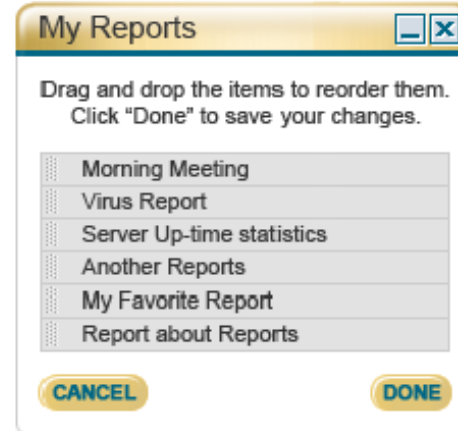 My Reports
Drag and drop the items to reorder them.
Click “Done” to save your changes.
Morning Meeting
Virus Report
Server Up-time statistics
Another Reports
My Favorite Report
Report about Reports
CANCEL
DONE